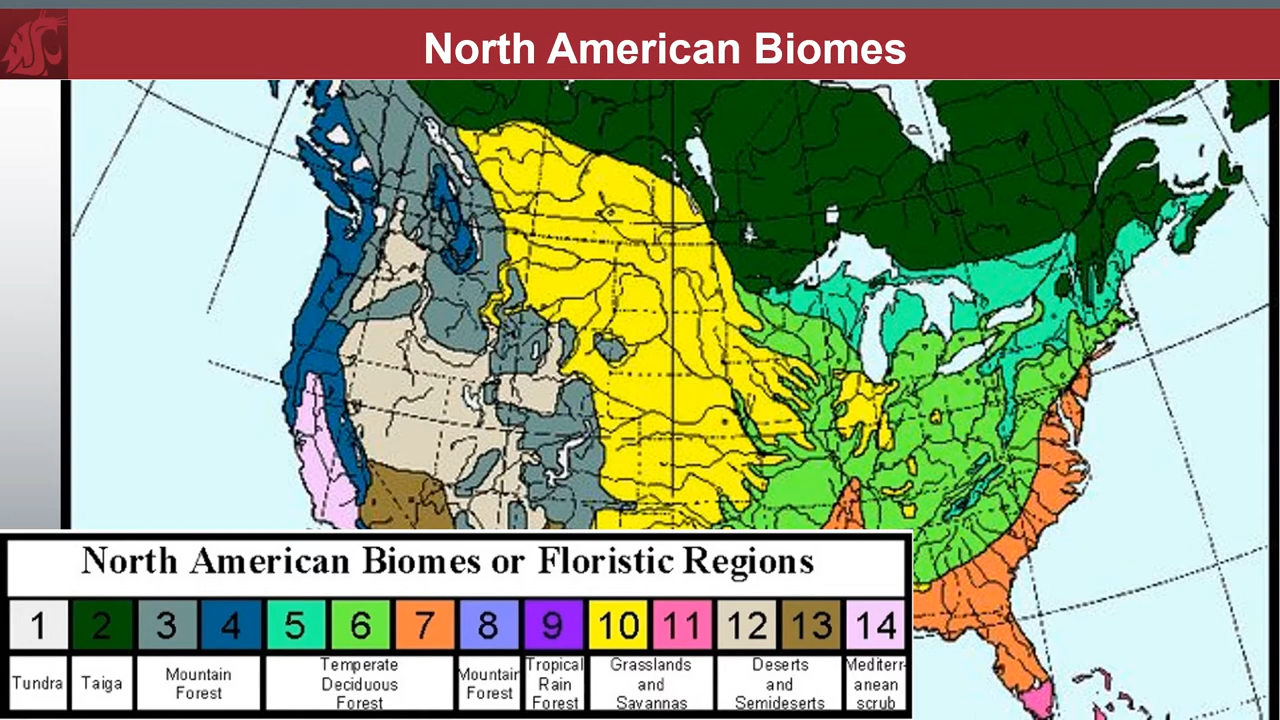 North American Biomes
North American Biomes or Floristic Regions
1 2 3 4 5 6 7 8 9 10 11 12 13 14
Tundra
Taiga
Mountain
Forest
Temperate
Deciduous
Forest
Mountain
Forest
Tropical
Rain
Forest
Grasslands
and
Savannas
Deserts
and
Semideserts
Mediterr-
anean
scrub